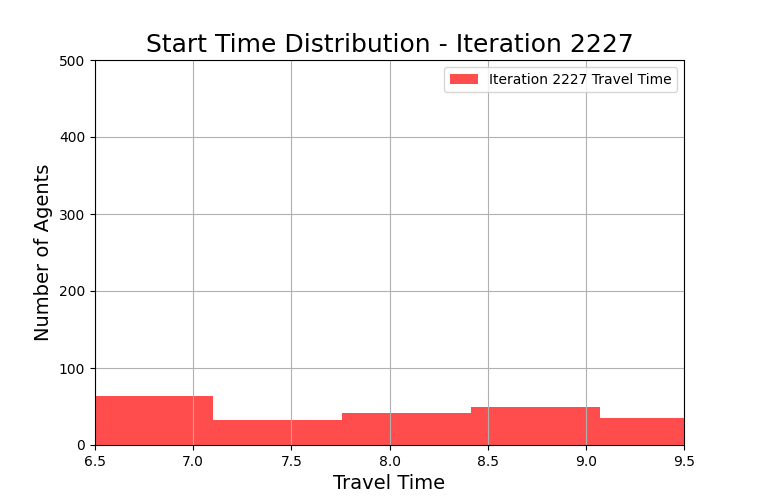 Start Time Distribution - Iteration 2227
Iteration 2227 Travel Time
500
400
300
200
100
0
Number of Agents
6.5 7.0 7.5 8.0 8.5 9.0 9.5
Travel Time